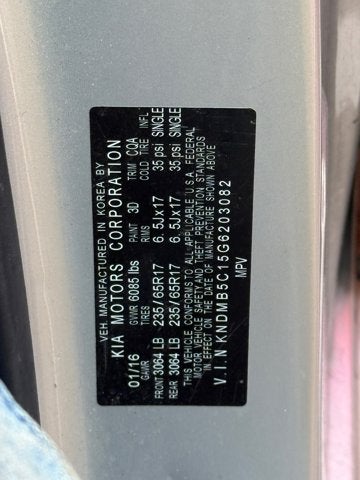 VEH. MANUFACTURED IN KOREA BY
KIA MOTORS CORPORATION
01/16 GVWR 6085 lbs PAINT 3D TRIM CQA
GAWR TIRES RIMS COLD TIRE INFL
FRONT 3064 LB 235/65R17 6.5Jx17 35 psi SINGLE
REAR 3064 LB 235/65R17 6.5Jx17 35 psi SINGLE
THIS VEHICLE CONFORMS TO ALL APPLICABLE U.S.A. FEDERAL
MOTOR VEHICLE SAFETY AND THEFT PREVENTION STANDARDS
IN EFFECT ON THE DATE OF MANUFACTURE SHOWN ABOVE.
V.I.N KNDMB5C15G6203082
MPV